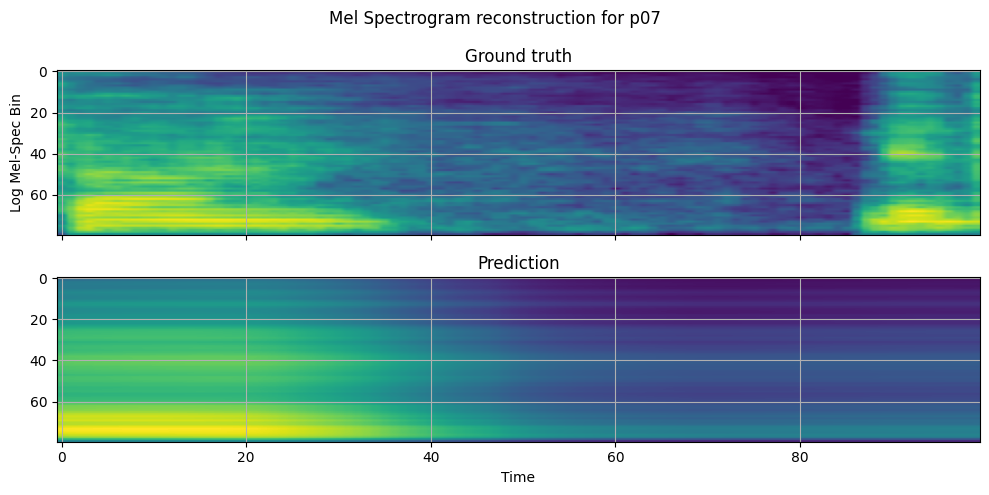 Mel Spectrogram reconstruction for p07
Ground truth
0
20
40
60
Log Mel-Spec Bin
Prediction
0
20
40
60
0 20 40 60 80
Time